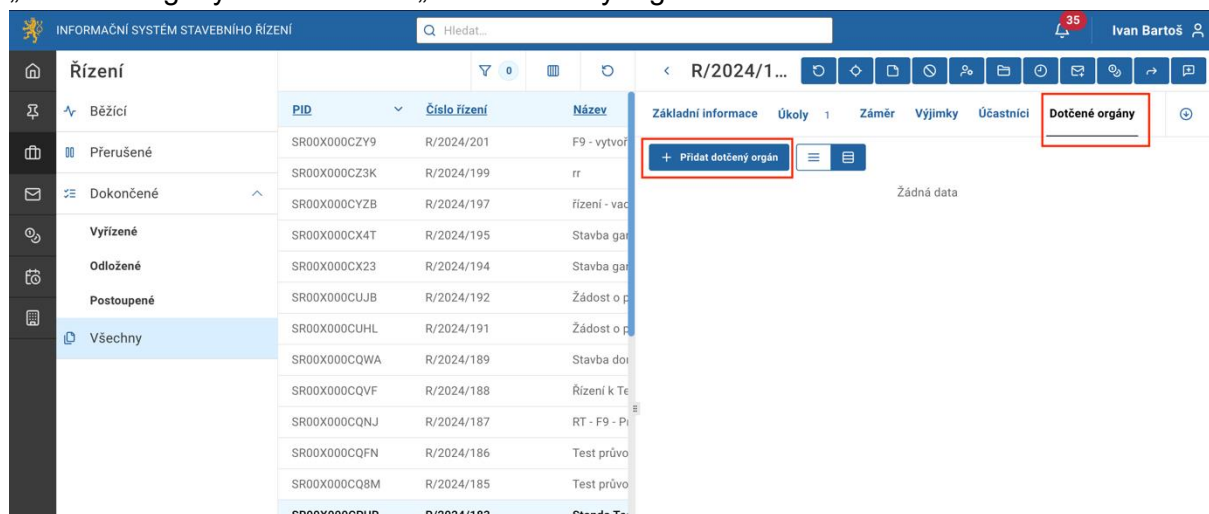 INFORMAČNÍ SYSTÉM STAVEBNÍHO ŘÍZENÍ
Hledat...
35
Ivan Bartoš
Řízení
0
R/2024/1...
Běžící
Přerušené
Dokončené
Vyřízené
Odložené
Postoupené
Všechny
PID Číslo řízení Název
SR00X000CZY9 R/2024/201 F9 - vytvoř
SR00X000CZ3K R/2024/199 rr
SR00X000CYZB R/2024/197 řízení - vac
SR00X000CX4T R/2024/195 Stavba gar
SR00X000CX23 R/2024/194 Stavba gar
SR00X000CUJB R/2024/192 Žádost o p
SR00X000CUHL R/2024/191 Žádost o p
SR00X000CQWA R/2024/189 Stavba dor
SR00X000CQVF R/2024/188 Řízení k Te
SR00X000CQNJ R/2024/187 RT - F9 - Pr
SR00X000CQFN R/2024/186 Test průvo
SR00X000CQ8M R/2024/185 Test průvo
Základní informace Úkoly 1 Záměr Výjimky Účastníci Dotčené orgány
+ Přidat dotčený orgán
Žádná data